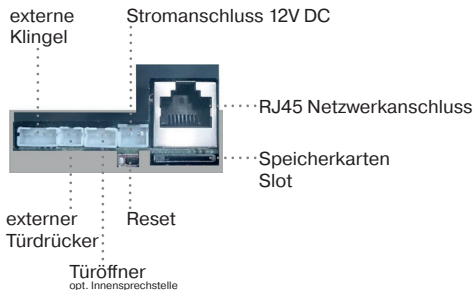 externe
Klingel
Stromanschluss 12V DC
RJ45 Netzwerkanschluss
Speicherkarten
Slot
externer
Türdrücker
Reset
Türöffner
opt. Innensprechstelle